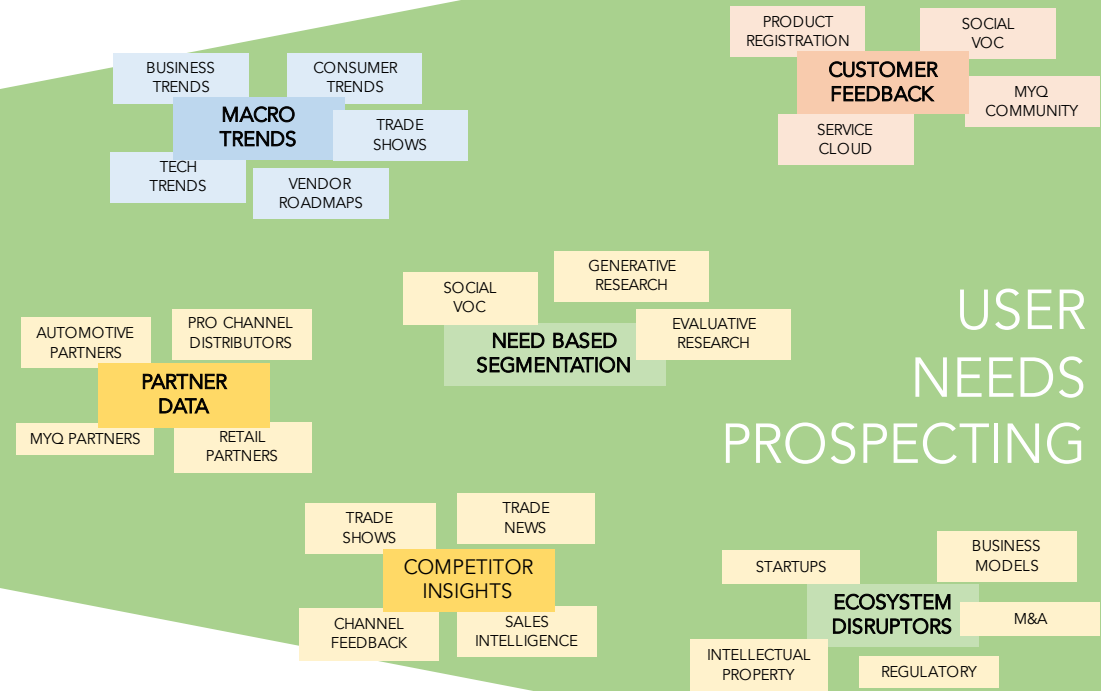 BUSINESS
TRENDS
CONSUMER
TRENDS
MACRO
TRENDS
TRADE
SHOWS
TECH
TRENDS
VENDOR
ROADMAPS
PRODUCT
REGISTRATION
SOCIAL
VOC
CUSTOMER
FEEDBACK
MYQ
COMMUNITY
SERVICE
CLOUD
SOCIAL
VOC
GENERATIVE
RESEARCH
NEED BASED
SEGMENTATION
EVALUATIVE
RESEARCH
USER
NEEDS
PROSPECTING
AUTOMOTIVE
PARTNERS
PRO CHANNEL
DISTRIBUTORS
PARTNER
DATA
MYQ PARTNERS
RETAIL
PARTNERS
TRADE
SHOWS
TRADE
NEWS
COMPETITOR
INSIGHTS
CHANNEL
FEEDBACK
SALES
INTELLIGENCE
STARTUPS
BUSINESS
MODELS
ECOSYSTEM
DISRUPTORS
M&A
INTELLECTUAL
PROPERTY
REGULATORY